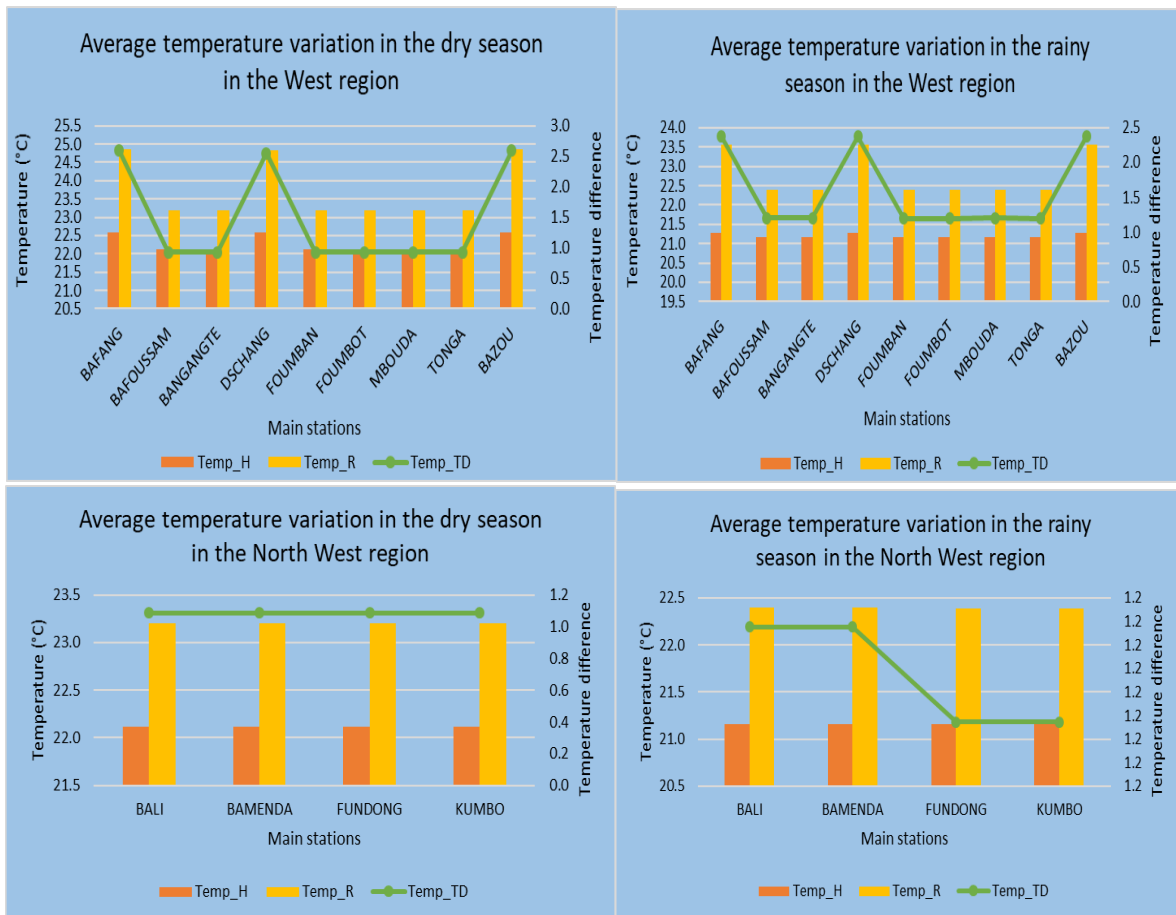 Average temperature variation in the dry season
in the West region
Temperature (°C)
25.5
25.0
24.5
24.0
23.5
23.0
22.5
22.0
21.5
21.0
20.5
3.0
2.5
2.0
1.5
1.0
0.5
0.0
Temperature difference
BAFANG
BAFOUSSAM
BANGANGTE
DSCHANG
FOUMBAN
FOUMBOT
MBOUDA
TONGA
BAZOU
Main stations
Temp_H Temp_R Temp_TD
Average temperature variation in the rainy
season in the West region
Temperature (°C)
24.0
23.5
23.0
22.5
22.0
21.5
21.0
20.5
20.0
19.5
2.5
2.0
1.5
1.0
0.5
0.0
Temperature difference
BAFANG
BAFOUSSAM
BANGANGTE
DSCHANG
FOUMBAN
FOUMBOT
MBOUDA
TONGA
BAZOU
Main stations
Temp_H Temp_R Temp_TD
Average temperature variation in the dry season
in the North West region
Temperature (°C)
23.5
23.0
22.5
22.0
21.5
1.2
1.0
0.8
0.6
0.4
0.2
0.0
Temperature difference
BALI BAMENDA FUNDONG KUMBO
Main stations
Temp_H Temp_R Temp_TD
Average temperature variation in the rainy
season in the North West region
Temperature (°C)
22.5
22.0
21.5
21.0
20.5
1.2
1.2
1.2
1.2
1.2
1.2
1.2
1.2
1.2
Temperature difference
BALI BAMENDA FUNDONG KUMBO
Main stations
Temp_H Temp_R Temp_TD